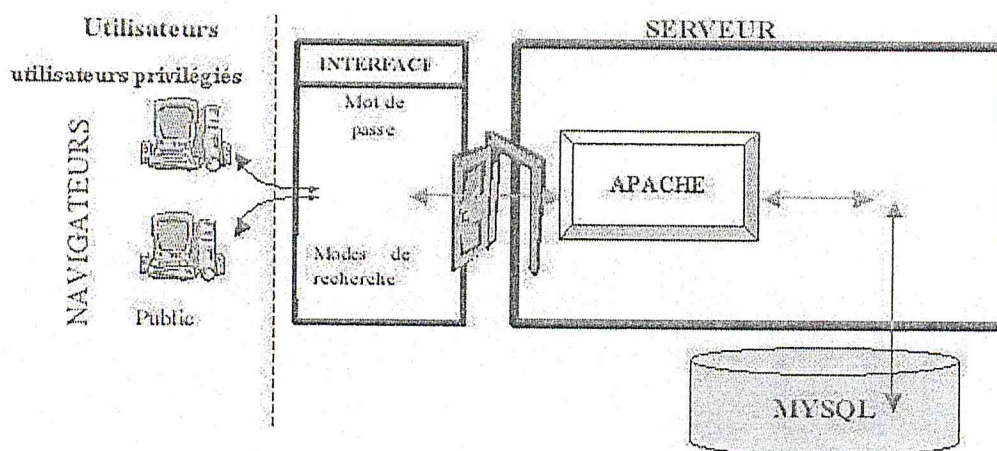 Utilisateurs
utilisateurs privilégiés
NAVIGATEURS
Public
INTERFACE
Mot de
passe
Modes de
recherche
SERVEUR
APACHE
MYSQL